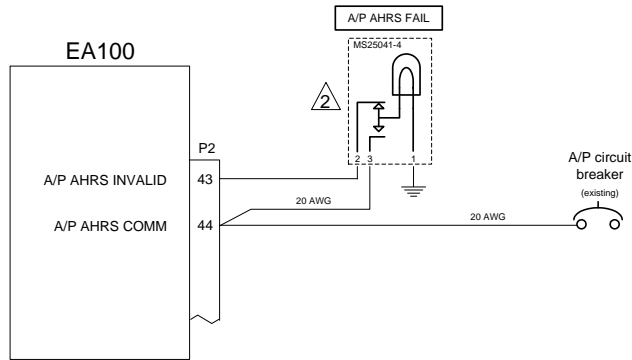 A/P AHRS FAIL
MS25041-4
EA100
2
P2
2 3 1
A/P circuit
breaker
(existing)
A/P AHRS INVALID 43
20 AWG
A/P AHRS COMM 44
20 AWG